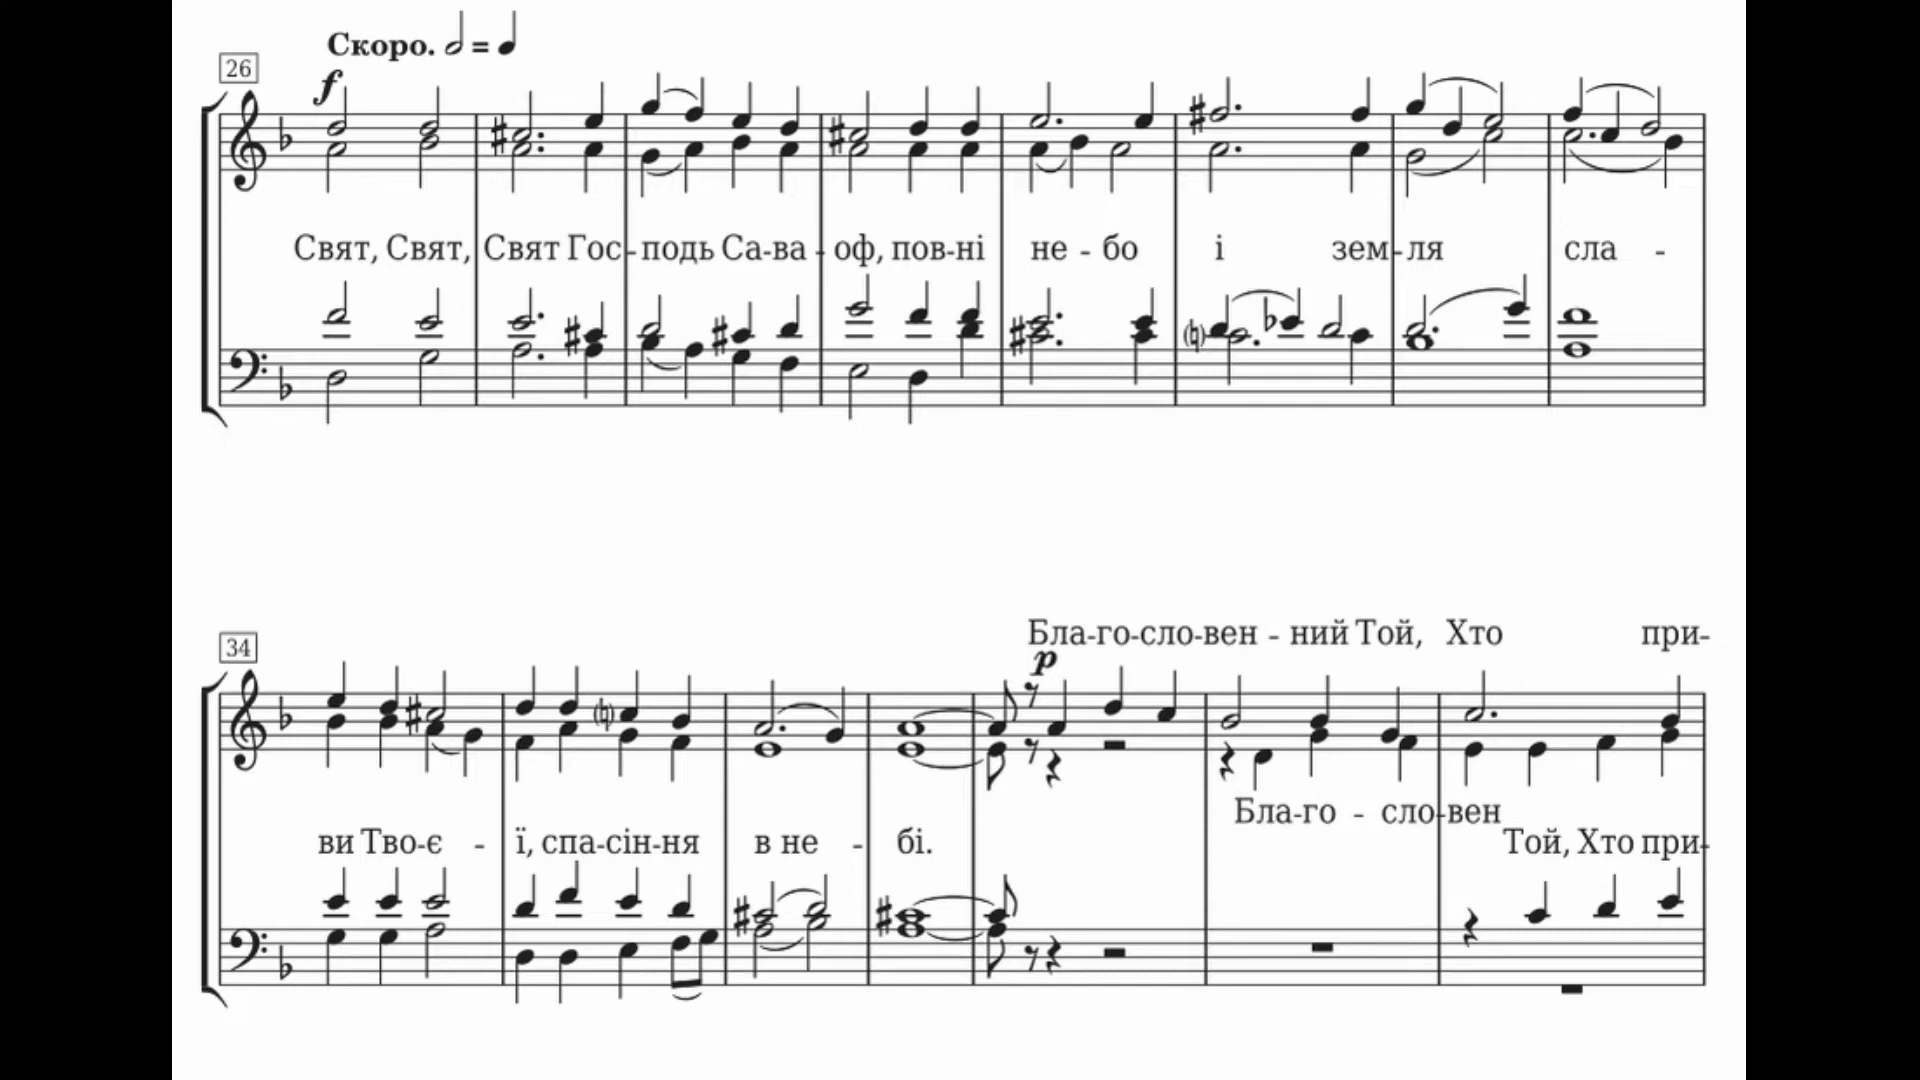 Скоро. 𝅗𝅥 = ♩
26
f
Свят, Свят, Свят Гос-подь Са-ва-оф, пов-ні не-бо і зем-ля сла-
Бла-го-сло-вен-ний Той, Хто при-
34
p
Бла-го-сло-вен
ви Тво-є-ї, спа-сін-ня в не-бі. Той, Хто при-